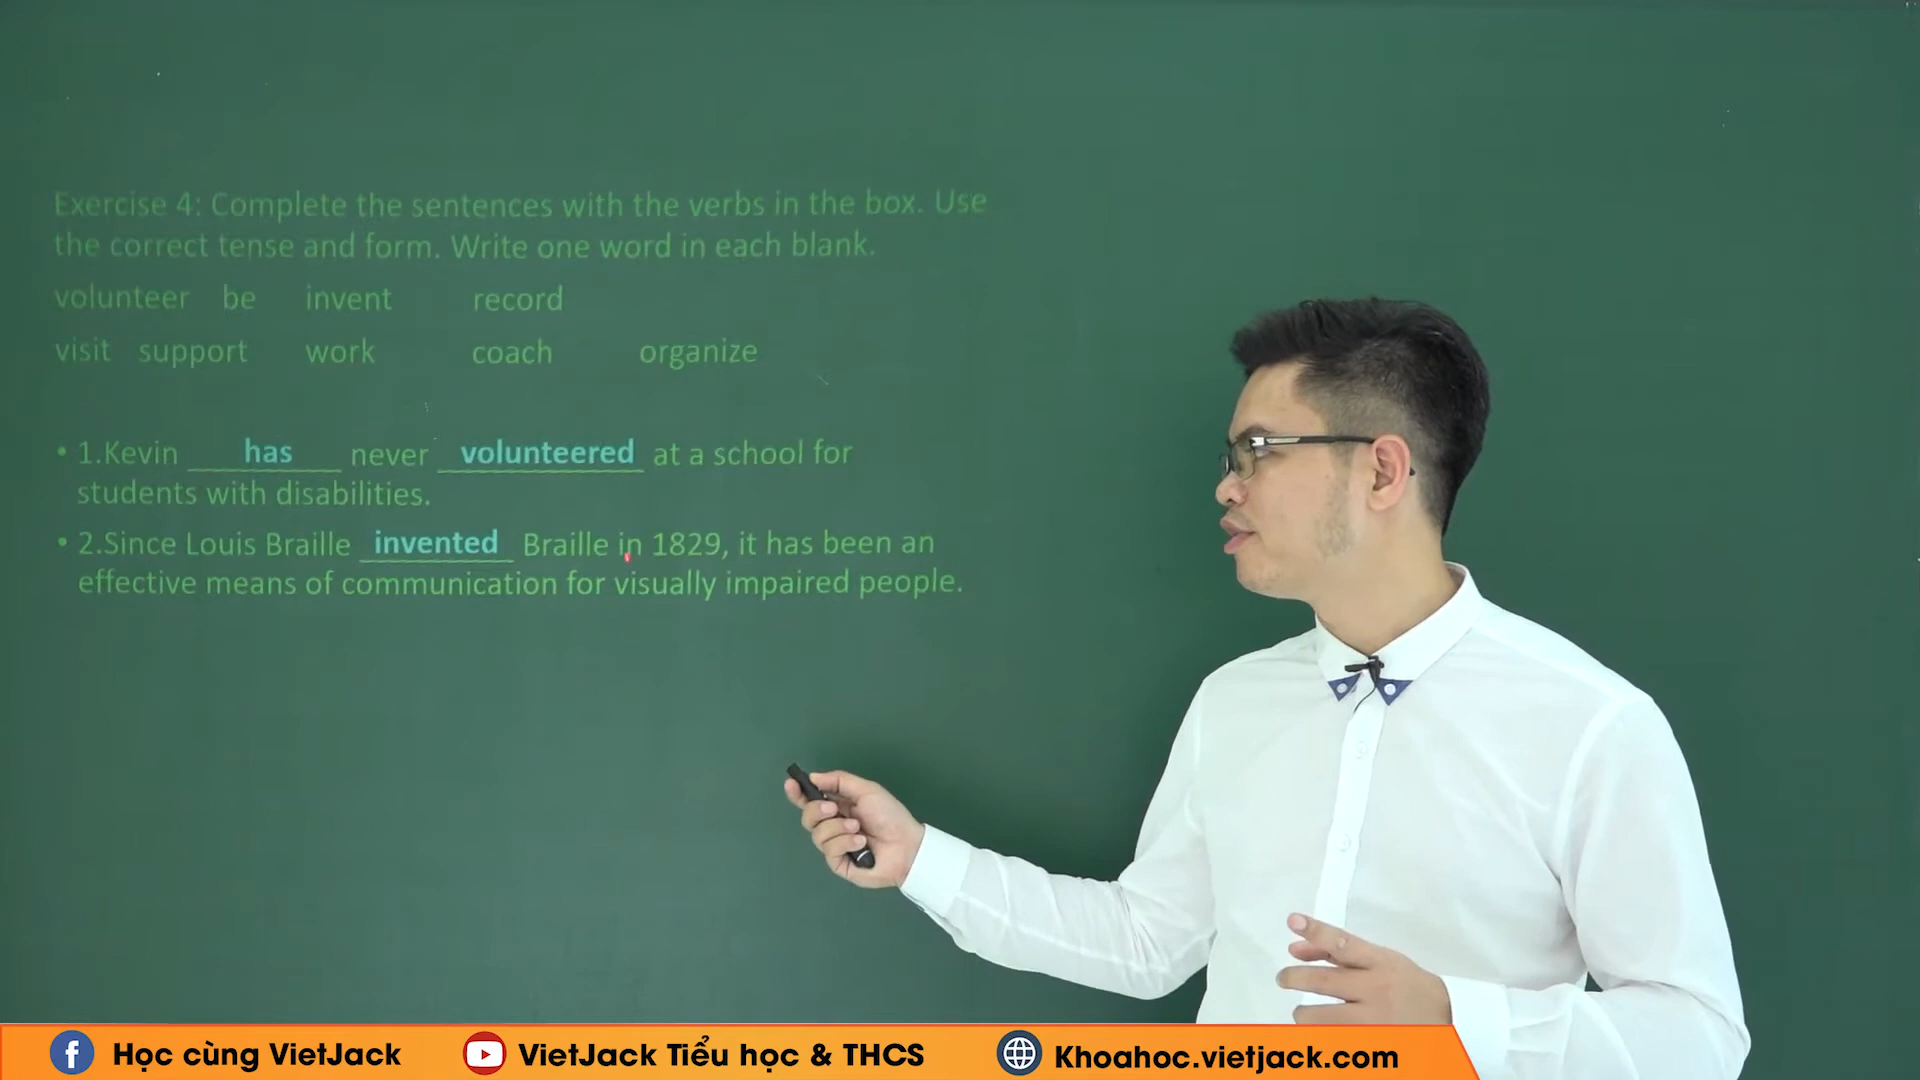 Exercise 4: Complete the sentences with the verbs in the box. Use
the correct tense and form. Write one word in each blank.
volunteer be invent record
visit support work coach organize
• 1.Kevin has never volunteered at a school for
students with disabilities.
• 2.Since Louis Braille invented Braille in 1829, it has been an
effective means of communication for visually impaired people.
Học cùng VietJack VietJack Tiểu học & THCS Khoahoc.vietjack.com